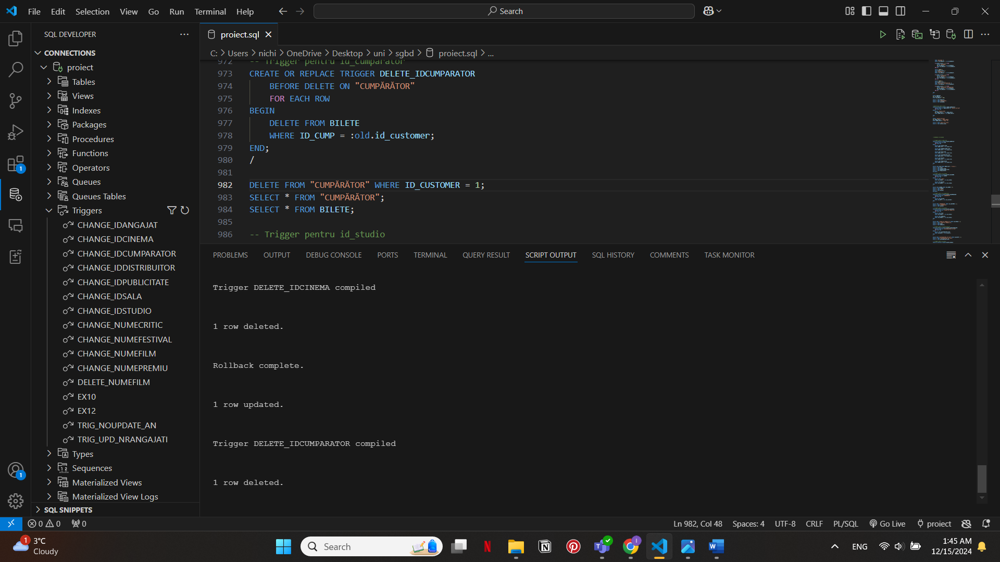 File Edit Selection View Go Run Terminal Help
Search
SQL DEVELOPER
CONNECTIONS
proiect
Tables
Views
Indexes
Packages
Procedures
Functions
Operators
Queues
Queues Tables
Triggers
CHANGE_IDANGAJAT
CHANGE_IDCINEMA
CHANGE_IDCUMPARATOR
CHANGE_IDDISTRIBUITOR
CHANGE_IDPUBLICITATE
CHANGE_IDSALA
CHANGE_IDSTUDIO
CHANGE_NUMECRITIC
CHANGE_NUMEFESTIVAL
CHANGE_NUMEFILM
CHANGE_NUMEPREMIU
DELETE_NUMEFILM
EX10
EX12
TRIG_NOUPDATE_AN
TRIG_UPD_NRANGAJATI
Types
Sequences
Materialized Views
Materialized View Logs
SQL SNIPPETS
1
1
proiect.sql
C: > Users > nichi > OneDrive > Desktop > uni > sgbd > proiect.sql > ...
972 -- Trigger pentru id_cumparator
973 CREATE OR REPLACE TRIGGER DELETE_IDCUMPARATOR
974 BEFORE DELETE ON "CUMPĂRĂTOR"
975 FOR EACH ROW
976 BEGIN
977 DELETE FROM BILETE
978 WHERE ID_CUMP = :old.id_customer;
979 END;
980 /
981
982 DELETE FROM "CUMPĂRĂTOR" WHERE ID_CUSTOMER = 1;
983 SELECT * FROM "CUMPĂRĂTOR";
984 SELECT * FROM BILETE;
985
986 -- Trigger pentru id_studio
PROBLEMS OUTPUT DEBUG CONSOLE PORTS TERMINAL QUERY RESULT SCRIPT OUTPUT SQL HISTORY COMMENTS TASK MONITOR
Trigger DELETE_IDCINEMA compiled
1 row deleted.
Rollback complete.
1 row updated.
Trigger DELETE_IDCUMPARATOR compiled
1 row deleted.
0 0 0
Ln 982, Col 48 Spaces: 4 UTF-8 CRLF PL/SQL Go Live proiect
1
3°C
Cloudy
Search
ENG
1:45 AM
12/15/2024